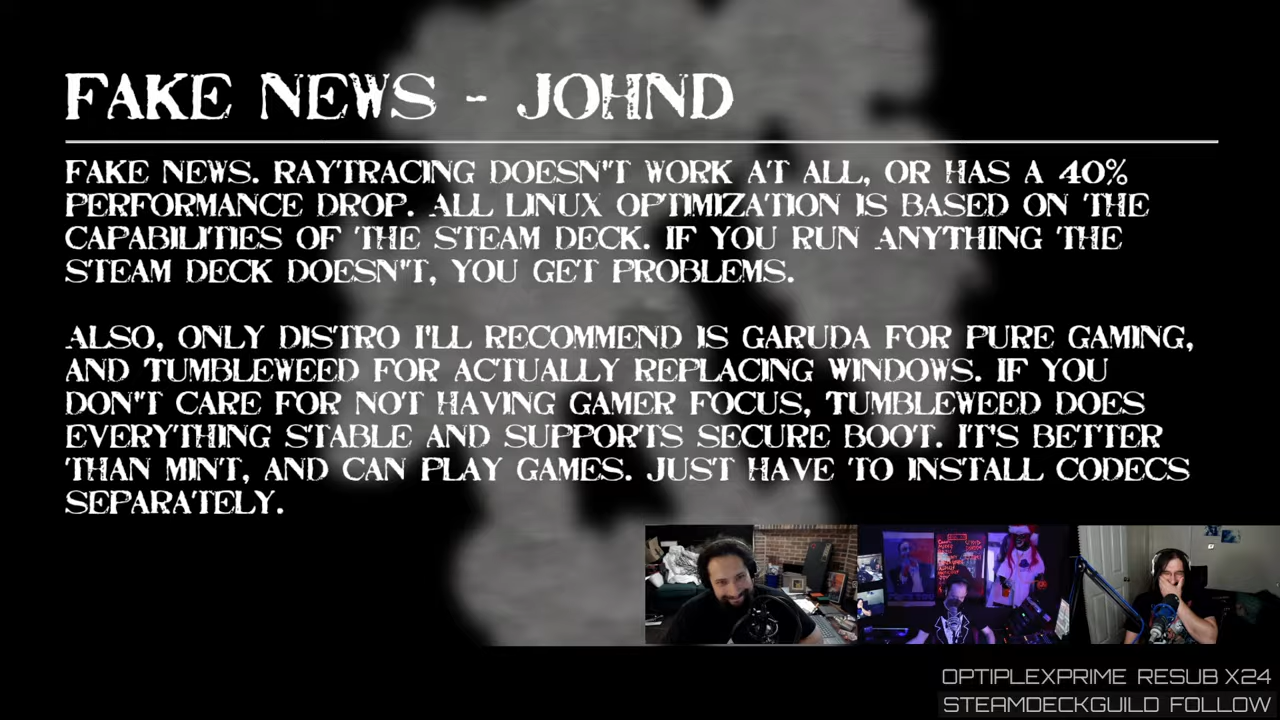 FAKE NEWS - JOHND
FAKE NEWS. RAYTRACING DOESN'T WORK AT ALL, OR HAS A 40%
PERFORMANCE DROP. ALL LINUX OPTIMIZATION IS BASED ON THE
CAPABILITIES OF THE STEAM DECK. IF YOU RUN ANYTHING THE
STEAM DECK DOESN'T, YOU GET PROBLEMS.
ALSO, ONLY DISTRO I'LL RECOMMEND IS GARUDA FOR PURE GAMING,
AND TUMBLEWEED FOR ACTUALLY REPLACING WINDOWS. IF YOU
DON'T CARE FOR NOT HAVING GAMER FOCUS, TUMBLEWEED DOES
EVERYTHING STABLE AND SUPPORTS SECURE BOOT. IT'S BETTER
THAN MINT, AND CAN PLAY GAMES. JUST HAVE TO INSTALL CODECS
SEPARATELY.
OPTIPLEXPRIME RESUB X24
STEAMDECKGUILD FOLLOW